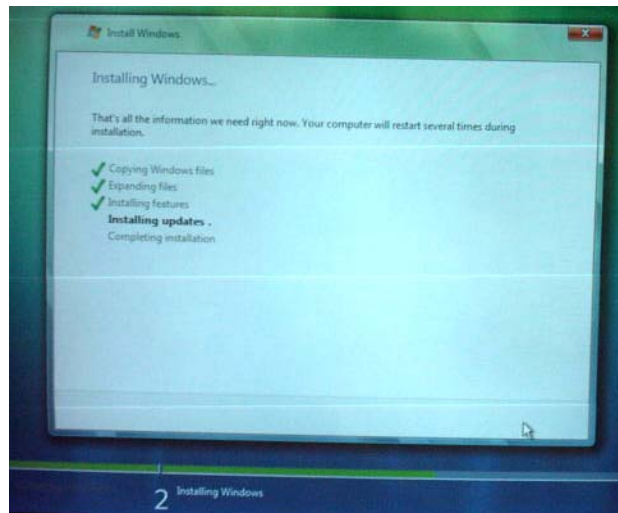 Install Windows
Installing Windows...
That's all the information we need right now. Your computer will restart several times during
installation.
Copying Windows files
Expanding files
Installing features
Installing updates .
Completing installation
2 Installing Windows